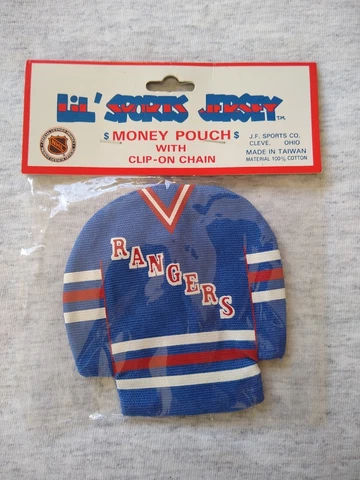 LiL' SPORTS JERSEY TM.
$ MONEY POUCH $
WITH
CLIP-ON CHAIN
J.F. SPORTS CO.
CLEVE. OHIO
MADE IN TAIWAN
MATERIAL 100% COTTON
NHL
RANGERS